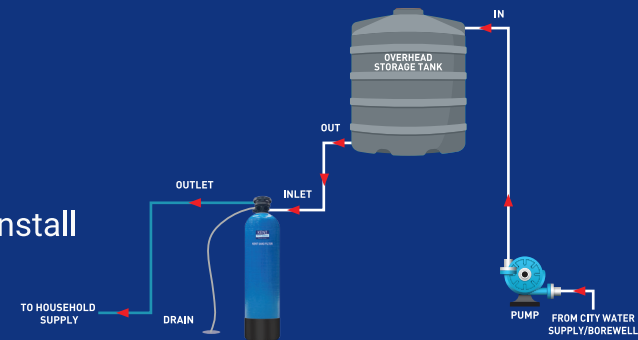 IN
OVERHEAD
STORAGE TANK
OUT
OUTLET
INLET
nstall
TO HOUSEHOLD
SUPPLY
DRAIN
PUMP
FROM CITY WATER
SUPPLY/BOREWELL